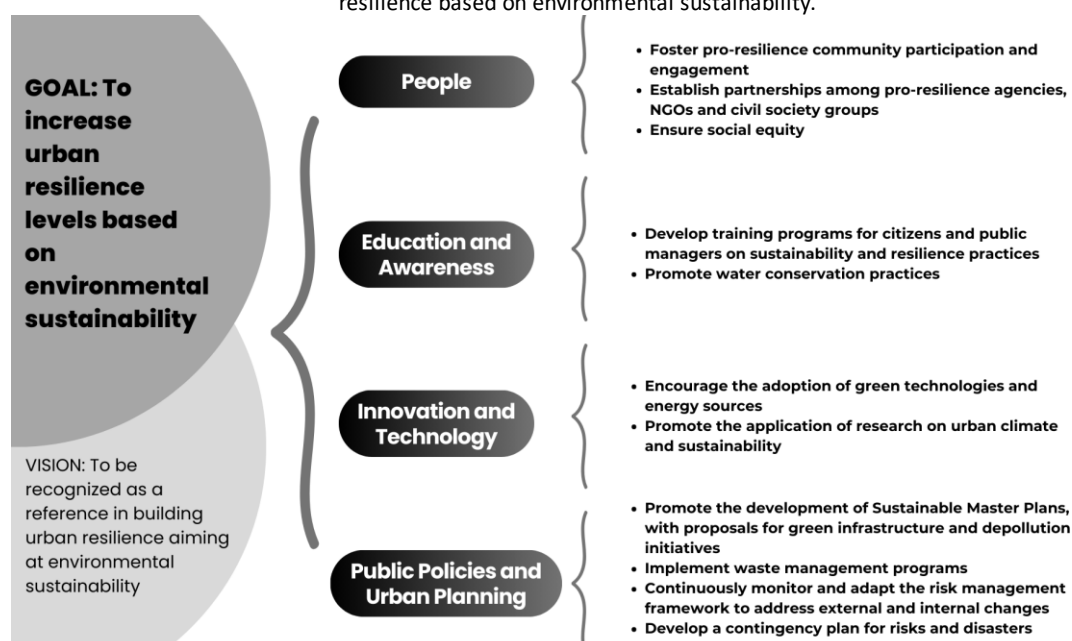 resilience based on environmental sustainability.
GOAL: To
increase
urban
resilience
levels based
on
environmental
sustainability
VISION: To be
recognized as a
reference in building
urban resilience aiming
at environmental
sustainability
People
• Foster pro-resilience community participation and
engagement
• Establish partnerships among pro-resilience agencies,
NGOs and civil society groups
• Ensure social equity
Education and
Awareness
• Develop training programs for citizens and public
managers on sustainability and resilience practices
• Promote water conservation practices
Innovation and
Technology
• Encourage the adoption of green technologies and
energy sources
• Promote the application of research on urban climate
and sustainability
Public Policies and
Urban Planning
• Promote the development of Sustainable Master Plans,
with proposals for green infrastructure and depollution
initiatives
• Implement waste management programs
• Continuously monitor and adapt the risk management
framework to address external and internal changes
• Develop a contingency plan for risks and disasters